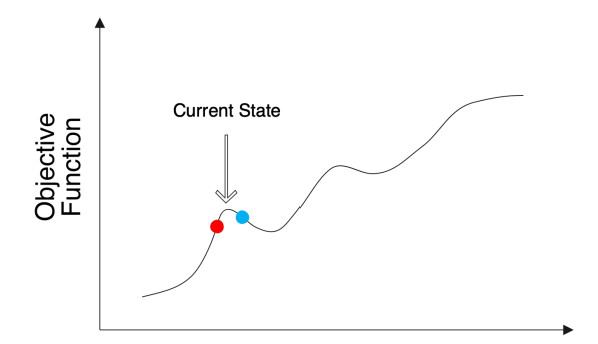 Current State
Objective
Function